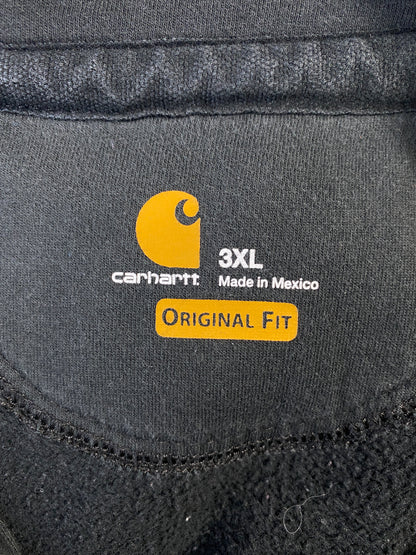 carhartt
3XL
Made in Mexico
ORIGINAL FIT